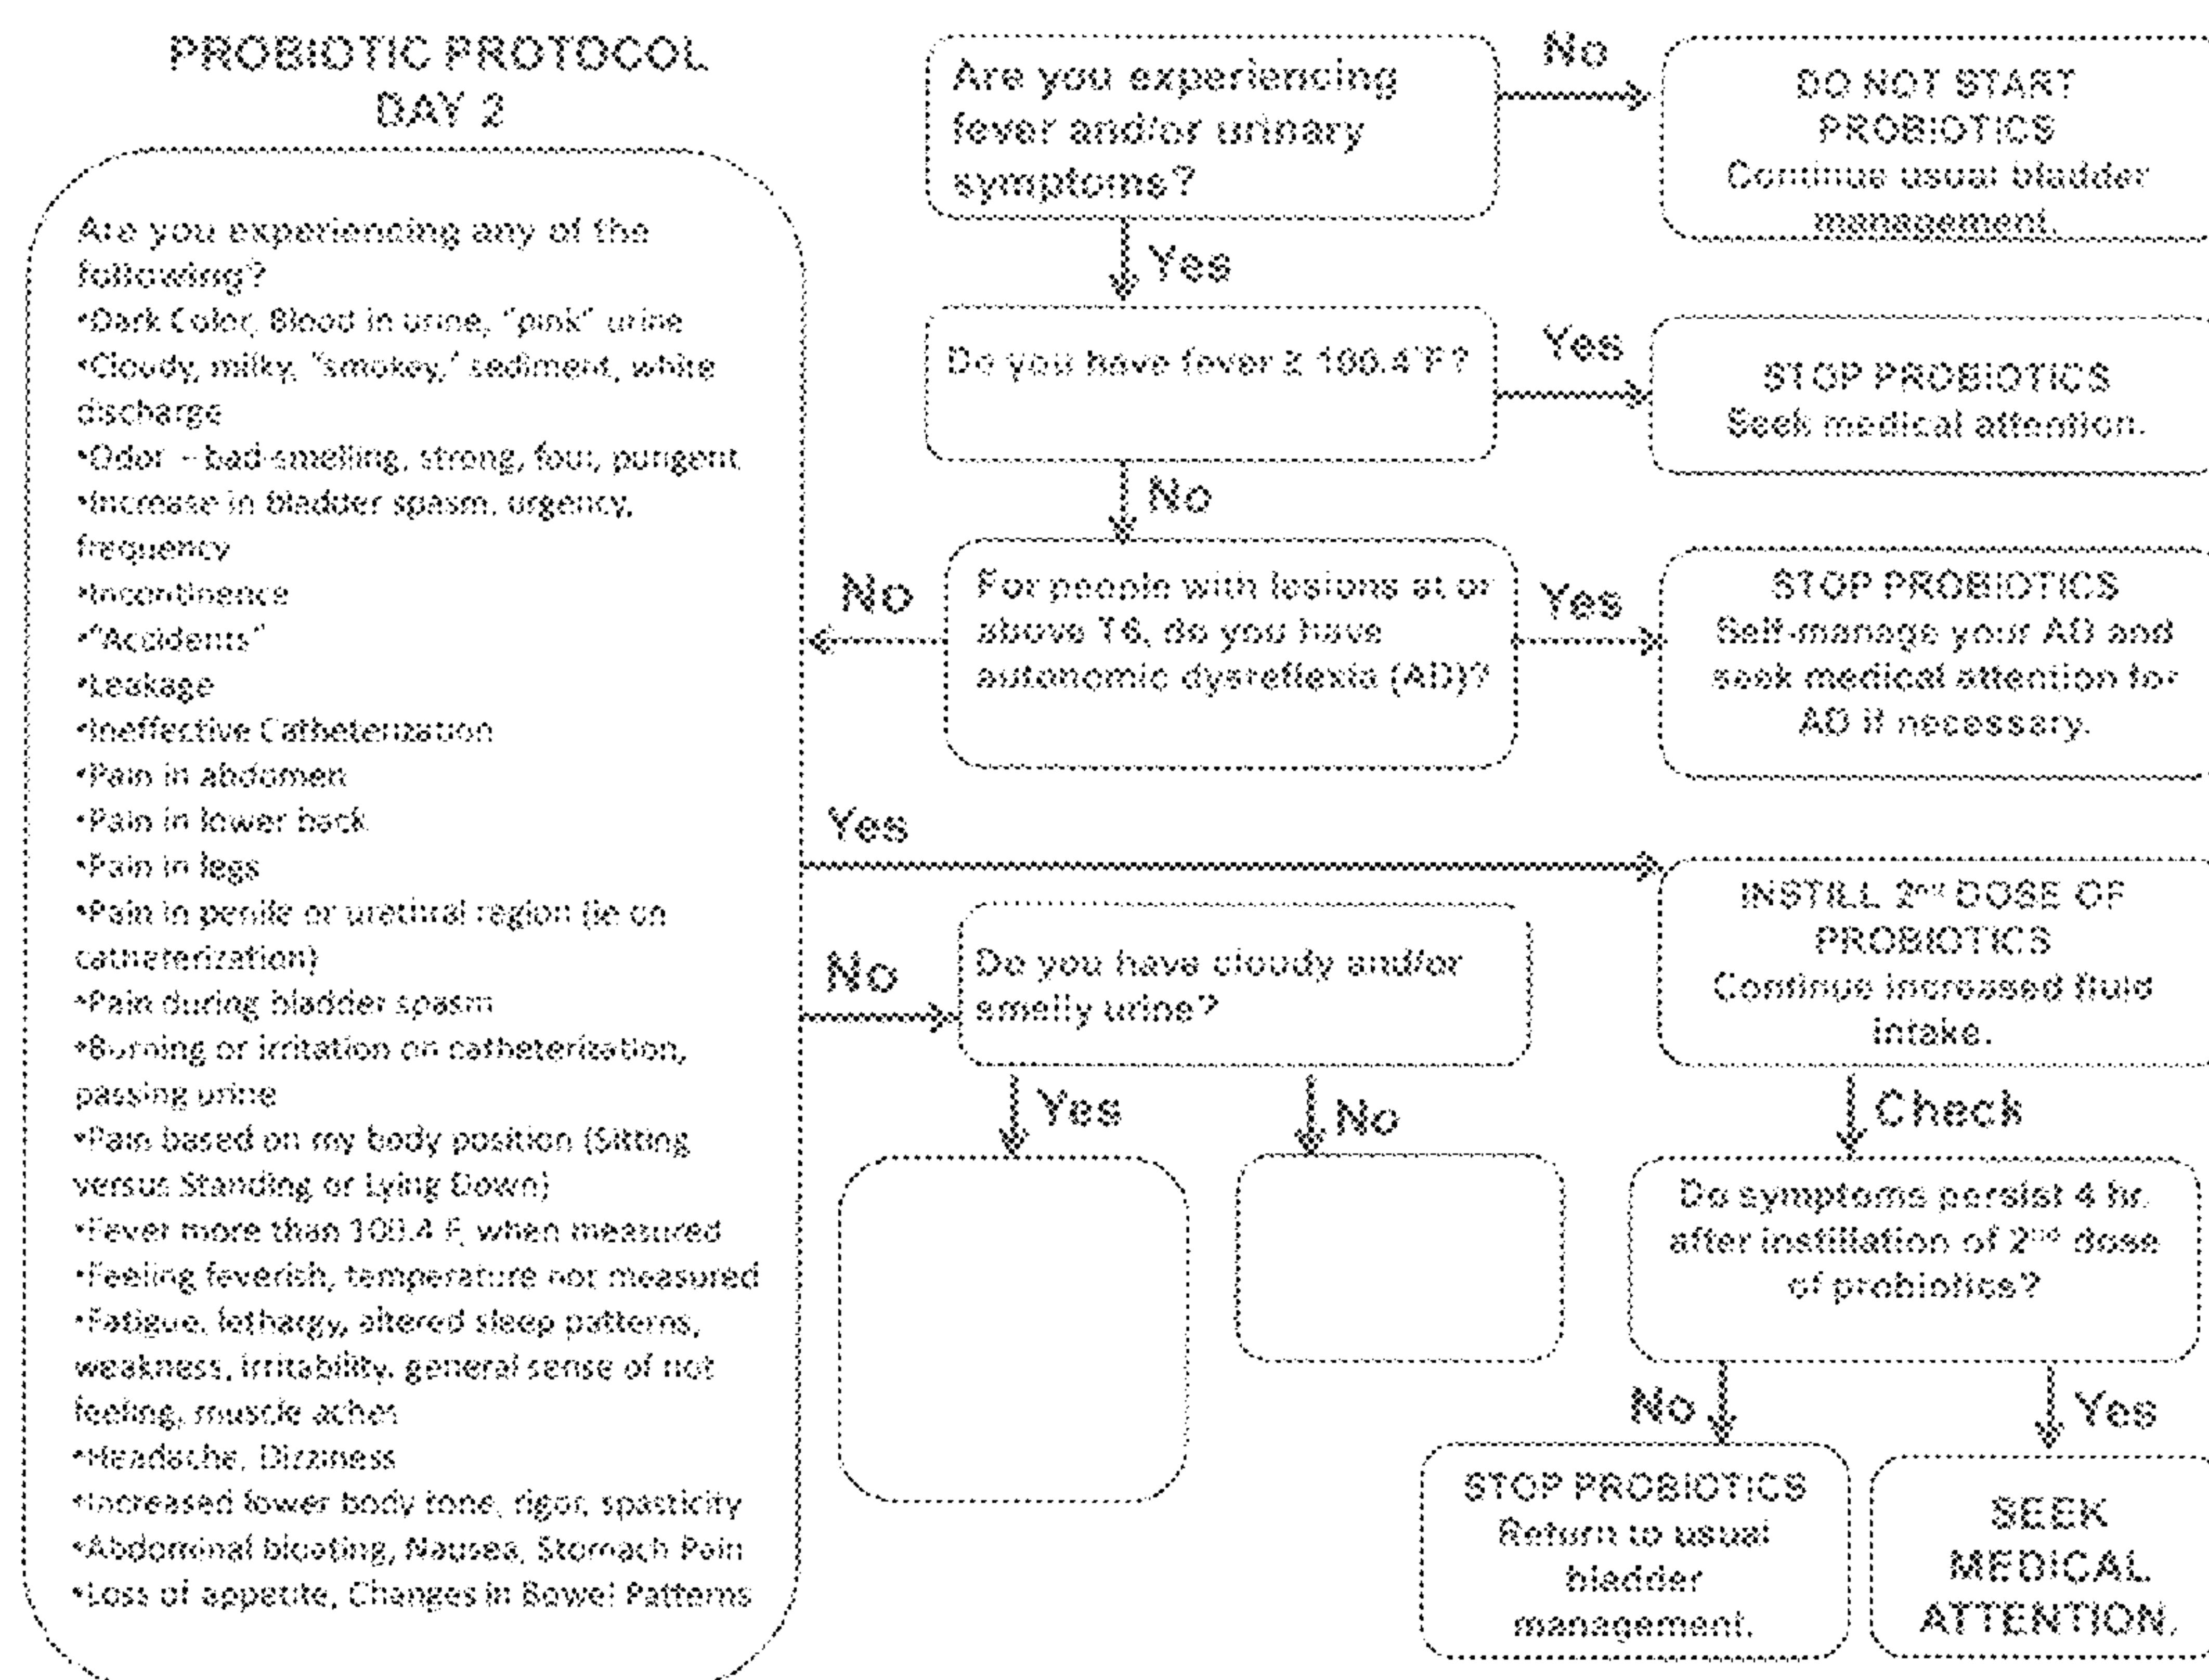 PROBIOTIC PROTOCOL
DAY 2
Are you experiencing any of the
following?
•Dark Color, Blood in urine, "pink" urine
•Cloudy, milky, "smokey," sediment, white
discharge
•Odor - bad-smelling, strong, foul, pungent
•Increase in bladder spasm, urgency,
frequency
•Incontinence
•"Accidents"
•Leakage
•Ineffective Catheterization
•Pain in abdomen
•Pain in lower back
•Pain in legs
•Pain in penile or urethral region (ie on
catheterization)
•Pain during bladder spasm
•Burning or irritation on catheterization,
passing urine
•Pain based on my body position (Sitting
versus Standing or Lying Down)
•Fever more than 100.4 F, when measured
•Feeling feverish, temperature not measured
•Fatigue, lethargy, altered sleep patterns,
weakness, irritability, general sense of not
feeling, muscle aches
•Headache, Dizziness
•Increased lower body tone, rigor, spasticity
•Abdominal bloating, Nausea, Stomach Pain
•Loss of appetite, Changes in Bowel Patterns
Are you experiencing
fever and/or urinary
symptoms?
No
DO NOT START
PROBIOTICS
Continue usual bladder
management.
Yes
Do you have fever ≥ 100.4°F?
Yes
STOP PROBIOTICS
Seek medical attention.
No
For people with lesions at or
above T6, do you have
autonomic dysreflexia (AD)?
No
Yes
STOP PROBIOTICS
Self-manage your AD and
seek medical attention for
AD if necessary.
Yes
INSTILL 2nd DOSE OF
PROBIOTICS
Continue increased fluid
intake.
No
Do you have cloudy and/or
smelly urine?
Yes
No
Check
Do symptoms persist 4 hr.
after instillation of 2nd dose
of probiotics?
No
Yes
STOP PROBIOTICS
Return to usual
bladder
management.
SEEK
MEDICAL
ATTENTION.